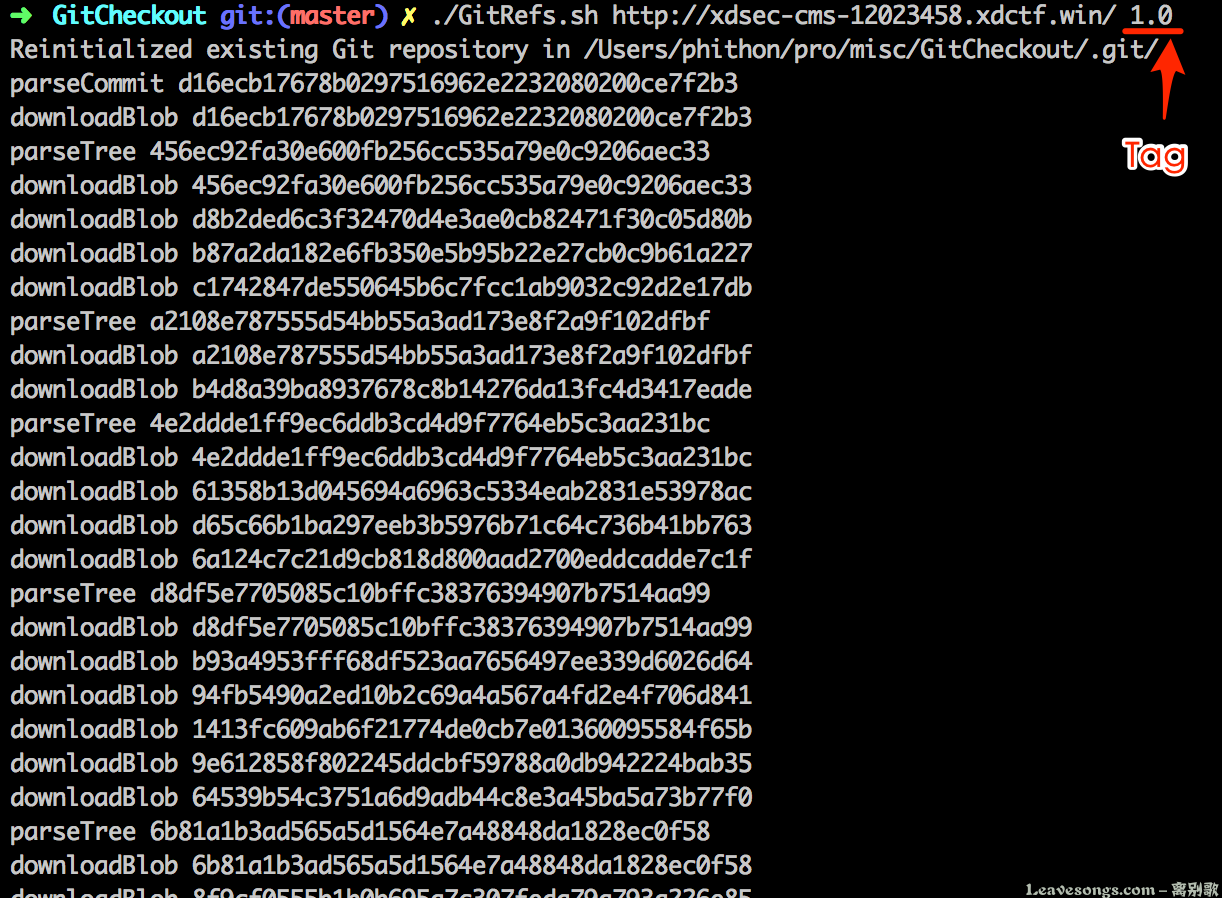 ➜ GitCheckout git:(master) ✗ ./GitRefs.sh http://xdsec-cms-12023458.xdctf.win/ 1.0
Reinitialized existing Git repository in /Users/phithon/pro/misc/GitCheckout/.git/
parseCommit d16ecb17678b0297516962e2232080200ce7f2b3
downloadBlob d16ecb17678b0297516962e2232080200ce7f2b3
Tag
parseTree 456ec92fa30e600fb256cc535a79e0c9206aec33
downloadBlob 456ec92fa30e600fb256cc535a79e0c9206aec33
downloadBlob d8b2ded6c3f32470d4e3ae0cb82471f30c05d80b
downloadBlob b87a2da182e6fb350e5b95b22e27cb0c9b61a227
downloadBlob c1742847de550645b6c7fcc1ab9032c92d2e17db
parseTree a2108e787555d54bb55a3ad173e8f2a9f102dfbf
downloadBlob a2108e787555d54bb55a3ad173e8f2a9f102dfbf
downloadBlob b4d8a39ba8937678c8b14276da13fc4d3417eade
parseTree 4e2ddde1ff9ec6ddb3cd4d9f7764eb5c3aa231bc
downloadBlob 4e2ddde1ff9ec6ddb3cd4d9f7764eb5c3aa231bc
downloadBlob 61358b13d045694a6963c5334eab2831e53978ac
downloadBlob d65c66b1ba297eeb3b5976b71c64c736b41bb763
downloadBlob 6a124c7c21d9cb818d800aad2700eddcadde7c1f
parseTree d8df5e7705085c10bffc38376394907b7514aa99
downloadBlob d8df5e7705085c10bffc38376394907b7514aa99
downloadBlob b93a4953fff68df523aa7656497ee339d6026d64
downloadBlob 94fb5490a2ed10b2c69a4a567a4fd2e4f706d841
downloadBlob 1413fc609ab6f21774de0cb7e01360095584f65b
downloadBlob 9e612858f802245ddcbf59788a0db942224bab35
downloadBlob 64539b54c3751a6d9adb44c8e3a45ba5a73b77f0
parseTree 6b81a1b3ad565a5d1564e7a48848da1828ec0f58
downloadBlob 6b81a1b3ad565a5d1564e7a48848da1828ec0f58
downloadBlob
Leavesongs.com – 离别歌